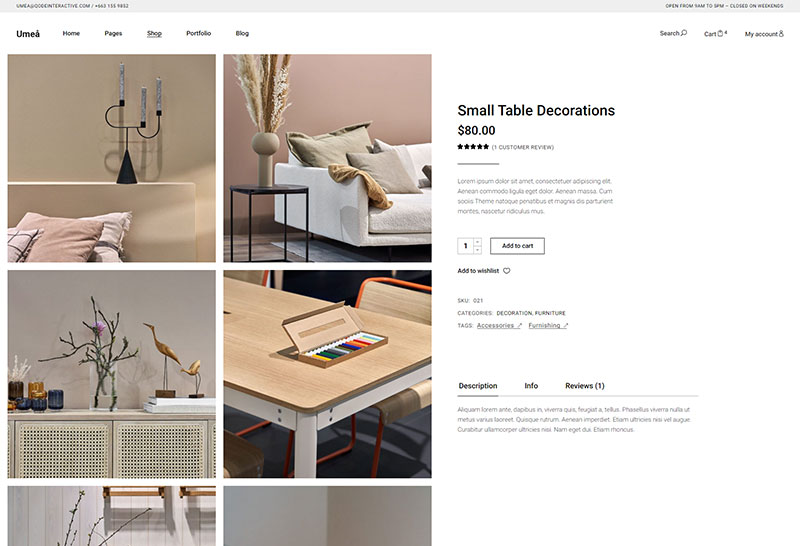 UMEA@QODEINTERACTIVE.COM / +663 155 9832
OPEN FROM 9AM TO 5PM – CLOSED ON WEEKENDS
Umeå
Home
Pages
Shop
Portfolio
Blog
Search
Cart 4
My account
Small Table Decorations
$80.00
(1 CUSTOMER REVIEW)
Lorem ipsum dolor sit amet, consectetuer adipiscing elit.
Aenean commodo ligula eget dolor. Aenean massa. Cum
sociis Theme natoque penatibus et magnis dis parturient
montes, nascetur ridiculus mus.
1
Add to cart
Add to wishlist
SKU: 021
CATEGORIES: DECORATION, FURNITURE
TAGS: Accessories Furnishing
Description
Info
Reviews (1)
Aliquam lorem ante, dapibus in, viverra quis, feugiat a, tellus. Phasellus viverra nulla ut
metus varius laoreet. Quisque rutrum. Aenean imperdiet. Etiam ultricies nisi vel augue.
Curabitur ullamcorper ultricies nisi. Nam eget dui. Etiam rhoncus.